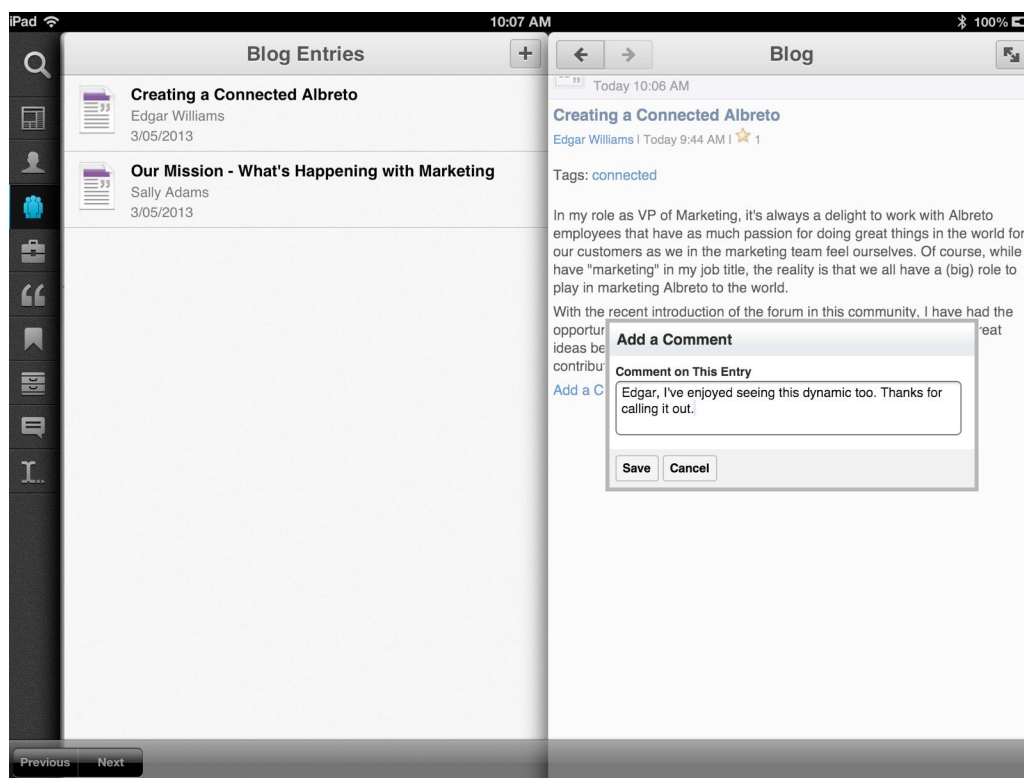 iPad 10:07 AM 100%
Blog Entries + Blog
Creating a Connected Albreto
Edgar Williams
3/05/2013
Our Mission - What's Happening with Marketing
Sally Adams
3/05/2013
Today 10:06 AM
Creating a Connected Albreto
Edgar Williams | Today 9:44 AM | 1
Tags: connected
In my role as VP of Marketing, it's always a delight to work with Albreto
employees that have as much passion for doing great things in the world for
our customers as we in the marketing team feel ourselves. Of course, while
have "marketing" in my job title, the reality is that we all have a (big) role to
play in marketing Albreto to the world.
With the recent introduction of the forum in this community, I have had the
ideas
Add a C
Add a Comment
Comment on This Entry
Edgar, I've enjoyed seeing this dynamic too. Thanks for
calling it out.
Save Cancel
Previous Next